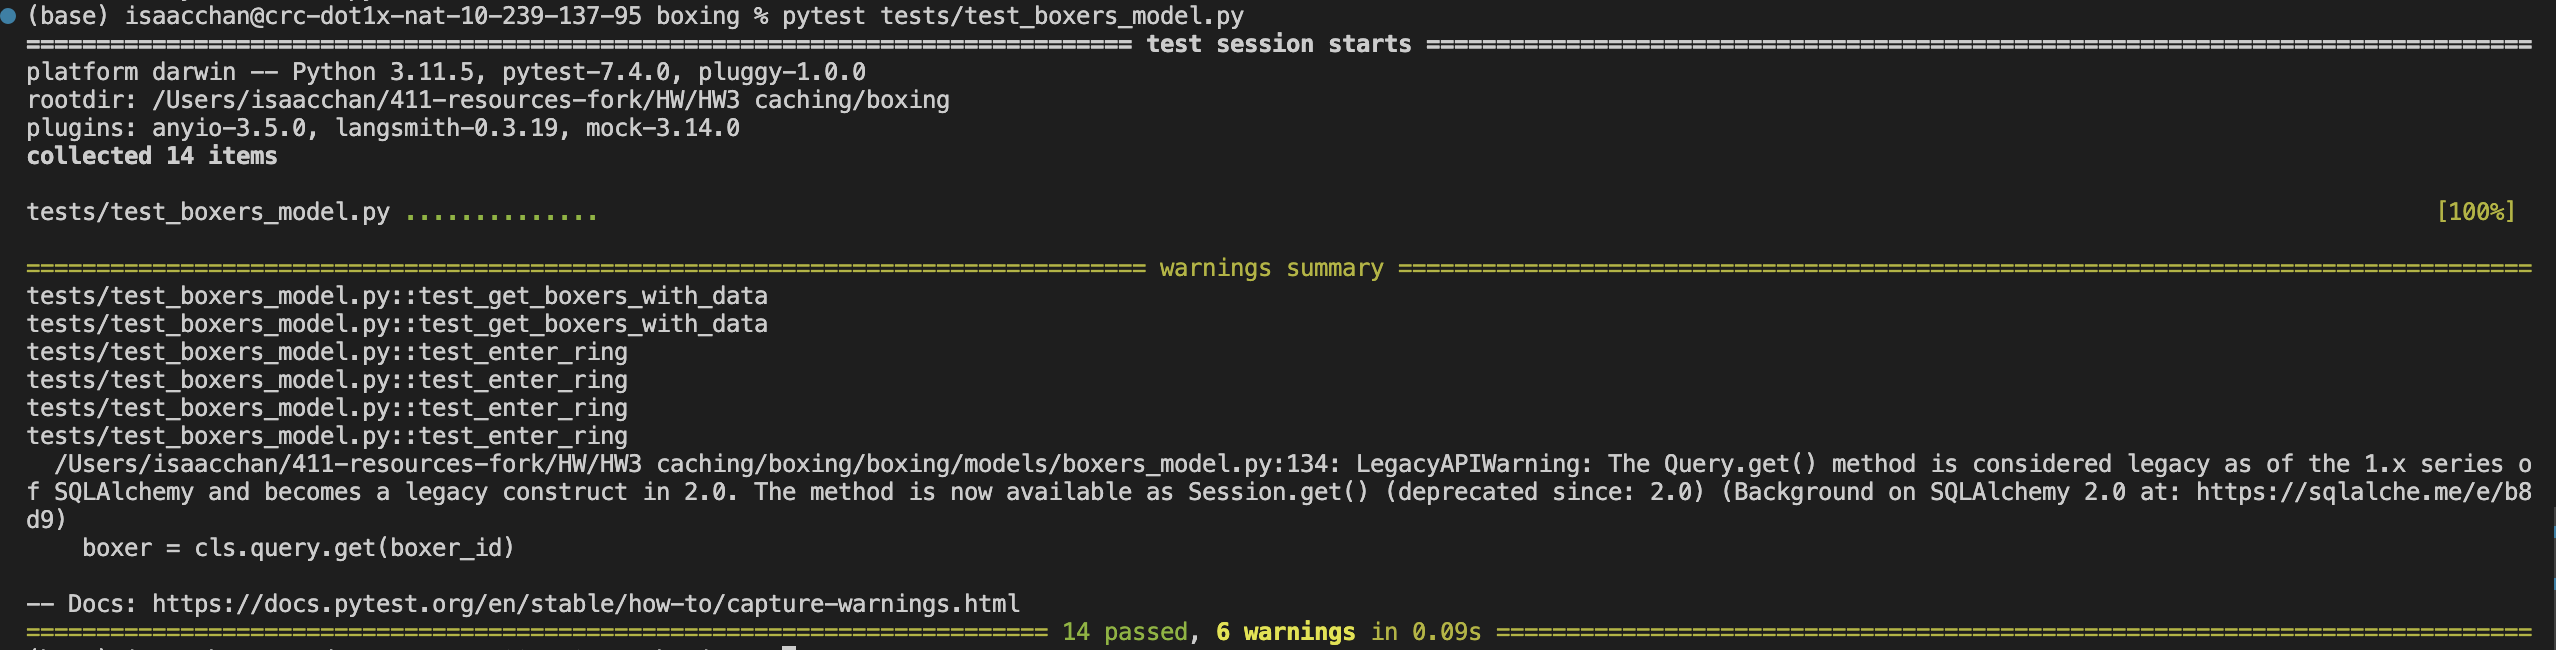 (base) isaacchan@crc-dot1x-nat-10-239-137-95 boxing % pytest tests/test_boxers_model.py
=============================================================================== test session starts ===============================================================================
platform darwin -- Python 3.11.5, pytest-7.4.0, pluggy-1.0.0
rootdir: /Users/isaacchan/411-resources-fork/HW/HW3 caching/boxing
plugins: anyio-3.5.0, langsmith-0.3.19, mock-3.14.0
collected 14 items
tests/test_boxers_model.py .............. [100%]
================================================================================ warnings summary =================================================================================
tests/test_boxers_model.py::test_get_boxers_with_data
tests/test_boxers_model.py::test_get_boxers_with_data
tests/test_boxers_model.py::test_enter_ring
tests/test_boxers_model.py::test_enter_ring
tests/test_boxers_model.py::test_enter_ring
tests/test_boxers_model.py::test_enter_ring
/Users/isaacchan/411-resources-fork/HW/HW3 caching/boxing/boxing/models/boxers_model.py:134: LegacyAPIWarning: The Query.get() method is considered legacy as of the 1.x series o
f SQLAlchemy and becomes a legacy construct in 2.0. The method is now available as Session.get() (deprecated since: 2.0) (Background on SQLAlchemy 2.0 at: https://sqlalche.me/e/b8
d9)
boxer = cls.query.get(boxer_id)
-- Docs: https://docs.pytest.org/en/stable/how-to/capture-warnings.html
========================================================================= 14 passed, 6 warnings in 0.09s ==========================================================================